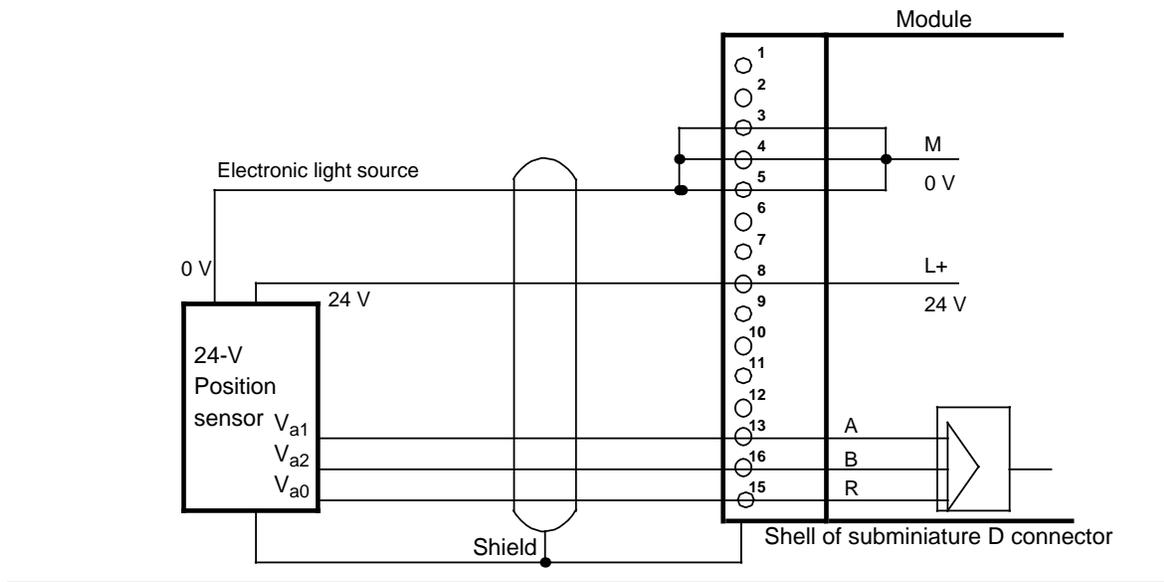 Module
1
2
3
4
M
Electronic light source
5
0 V
6
7
0 V
8
L+
24 V
9
24 V
10
24-V
Position
sensor
11
12
Va1
13
A
Va2
16
B
Va0
15
R
Shield
Shell of subminiature D connector